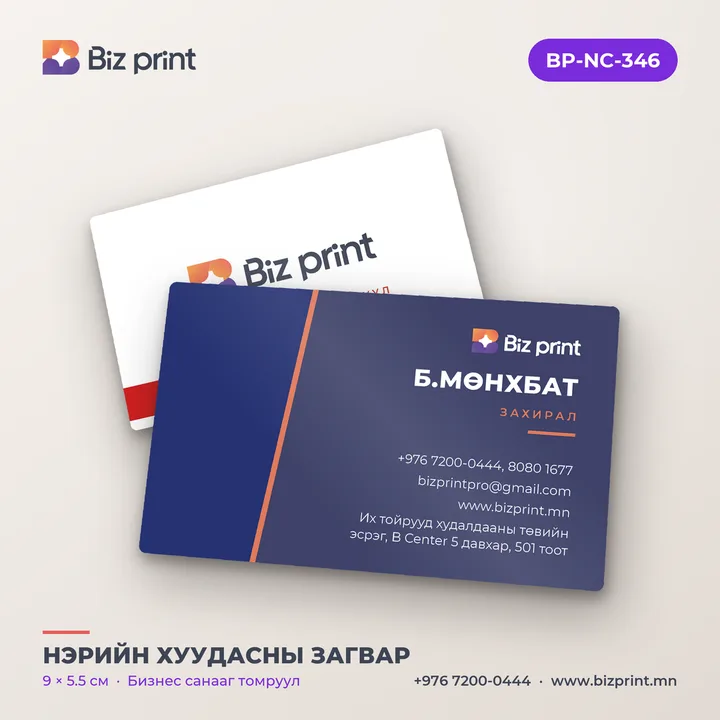 Biz print
BP-NC-346
Biz print
Biz print
Б.МӨНХБАТ
ЗАХИРАЛ
+976 7200-0444, 8080 1677
bizprintpro@gmail.com
www.bizprint.mn
Их тойрууд худалдааны төвийн
эсрэг, B Center 5 давхар, 501 тоот
НЭРИЙН ХУУДАСНЫ ЗАГВАР
9 × 5.5 см · Бизнес санааг томруул
+976 7200-0444 · www.bizprint.mn